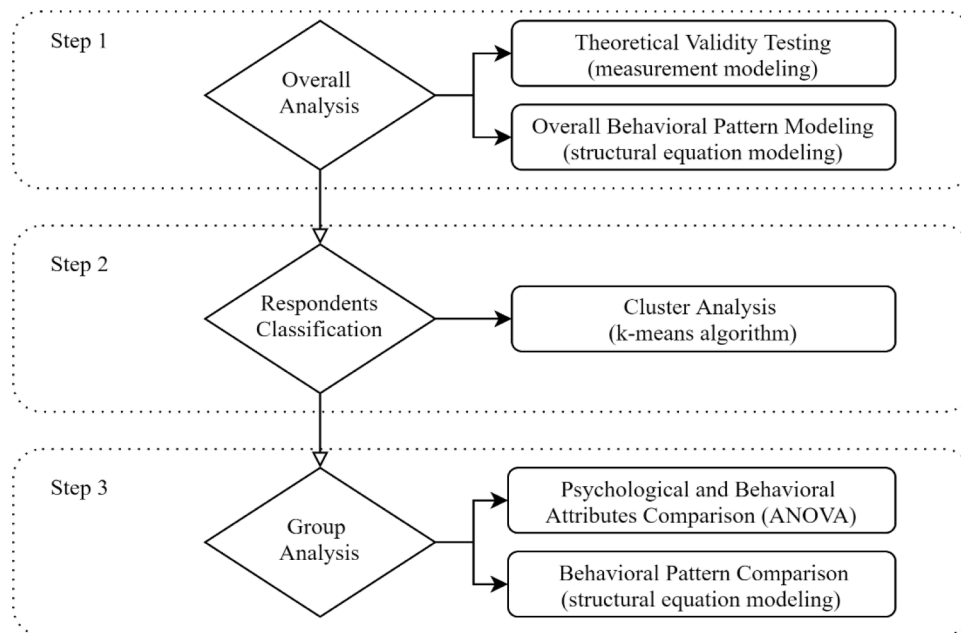 Step 1
Overall
Analysis
Theoretical Validity Testing
(measurement modeling)
Overall Behavioral Pattern Modeling
(structural equation modeling)
Step 2
Respondents
Classification
Cluster Analysis
(k-means algorithm)
Step 3
Group
Analysis
Psychological and Behavioral
Attributes Comparison (ANOVA)
Behavioral Pattern Comparison
(structural equation modeling)